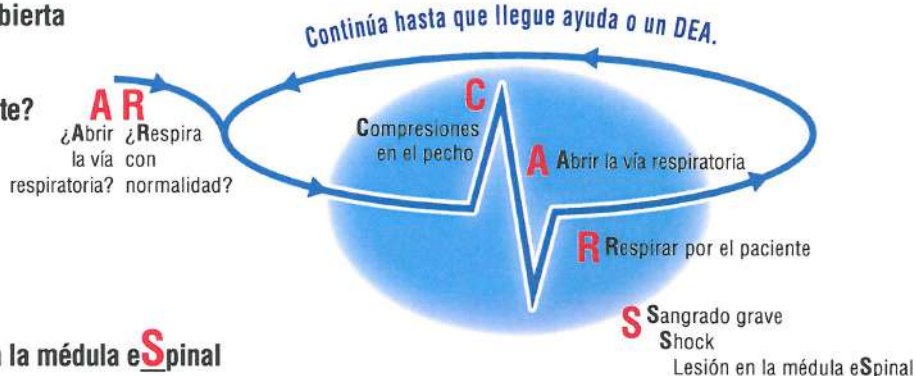 bierta
Continúa hasta que llegue ayuda o un DEA.
te?
A R
¿Abrir ¿Respira
la vía con
respiratoria? normalidad?
C
Compresiones
en el pecho
A Abrir la vía respiratoria
R Respirar por el paciente
S Sangrado grave
Shock
Lesión en la médula eSpinal
la médula eSpinal